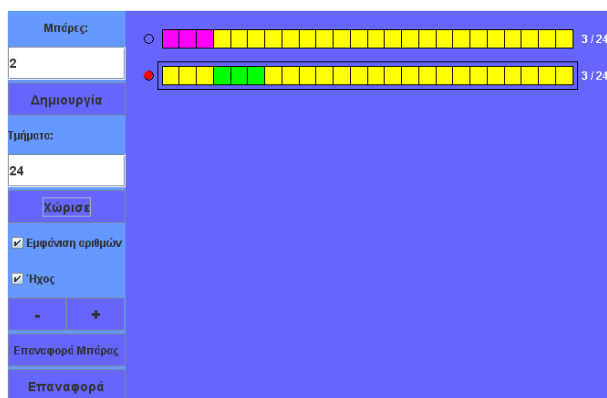 Μπάρες:
2
Δημιουργία
Τμήματα:
24
Χώρισε
Εμφάνιση αριθμών
Ήχος
- +
Επαναφορά Μπάρας
Επαναφορά
3 / 24
3 / 24